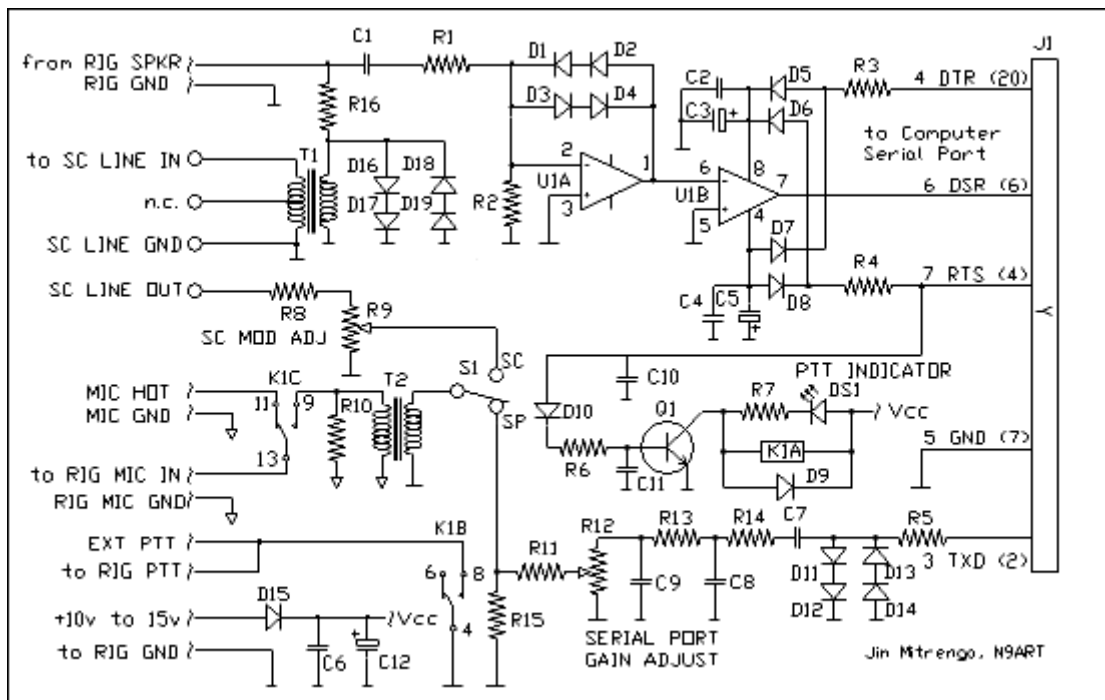 J1
C1
R1
D1
D2
from RIG SPKR
RIG GND
R16
D3
D4
C2
C3
+
D5
D6
R3
4 DTR (20)
to Computer
Serial Port
to SC LINE IN
T1
D16
D18
n.c.
D17
D19
R2
2
-
U1A
+
3
1
6
-
U1B
+
5
8
7
4
6 DSR (6)
SC LINE GND
D7
SC LINE OUT
R8
R9
SC MOD ADJ
C4
C5
+
D8
R4
7 RTS (4)
Y
S1
SC
SP
MIC HOT
K1C
11
9
R10
T2
MIC GND
13
to RIG MIC IN
RIG MIC GND
C10
D10
R6
C11
Q1
PTT INDICATOR
R7
DS1
Vcc
K1A
D9
5 GND (7)
EXT PTT
K1B
to RIG PTT
6
8
4
R11
R12
R13
R14
C7
R5
3 TXD (2)
D11
D13
D12
D14
C9
C8
R15
SERIAL PORT
GAIN ADJUST
+10v to 15v
D15
Vcc
+
C6
C12
to RIG GND
Jim Mitrengo, N9ART